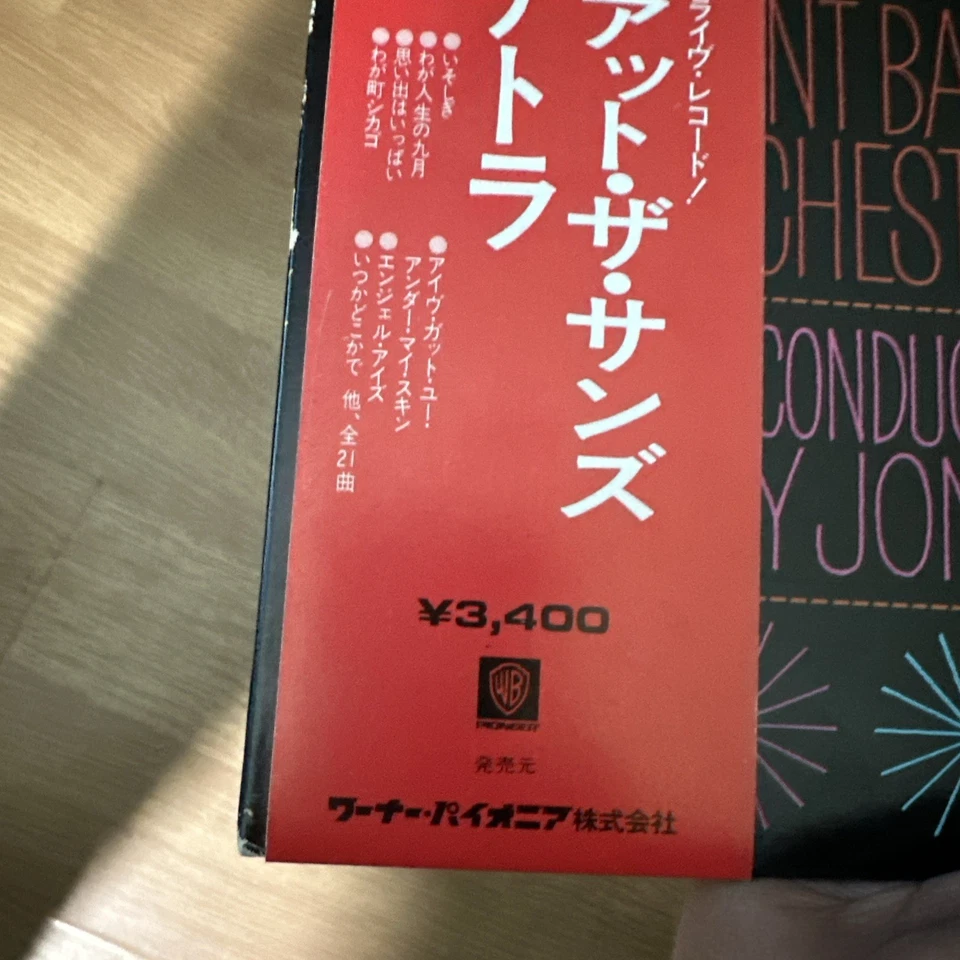 ライヴ・レコード!
アット・ザ・サンズ
ナトラ
●いそしぎ
●わが人生の九月
●思い出はいっぱい
●わが町シカゴ
●アイヴ・ガット・ユー・
アンダー・マイ・スキン
●エンジェル・アイズ
●いつかどこかで 他、全21曲
¥3,400
WB
PIONEER
発売元
ワーナー・パイオニア株式会社
NT BA
CHEST
CONDUC
Y JON